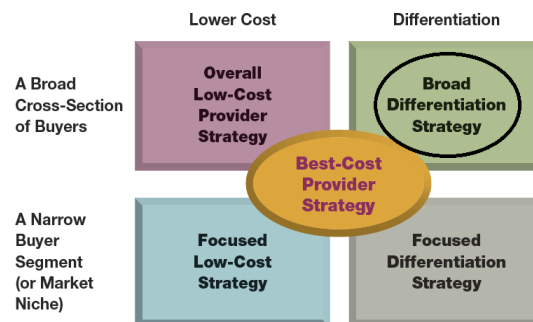 Lower Cost
Differentiation
A Broad
Cross-Section
of Buyers
Overall
Low-Cost
Provider
Strategy
Broad
Differentiation
Strategy
Best-Cost
Provider
Strategy
A Narrow
Buyer
Segment
(or Market
Niche)
Focused
Low-Cost
Strategy
Focused
Differentiation
Strategy